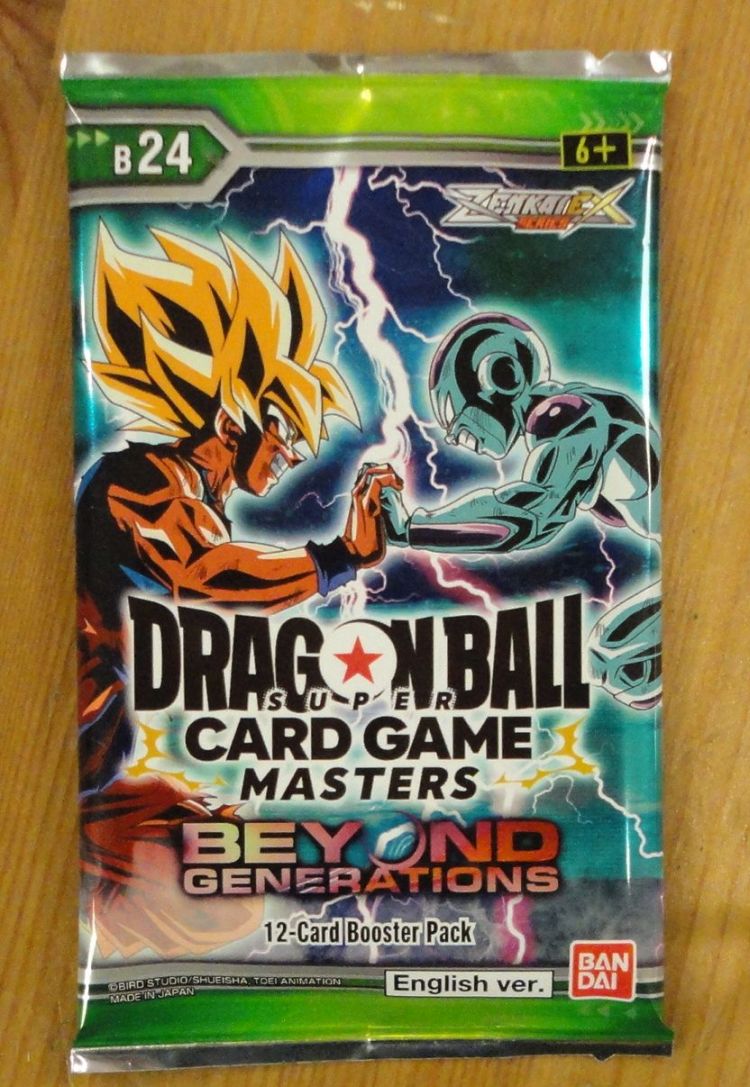 B24
6+
ZENKAI EX
SERIES
DRAGON BALL
SUPER
CARD GAME
MASTERS
BEYOND
GENERATIONS
12-Card Booster Pack
©BIRD STUDIO/SHUEISHA, TOEI ANIMATION
MADE IN JAPAN
English ver.
BAN
DAI